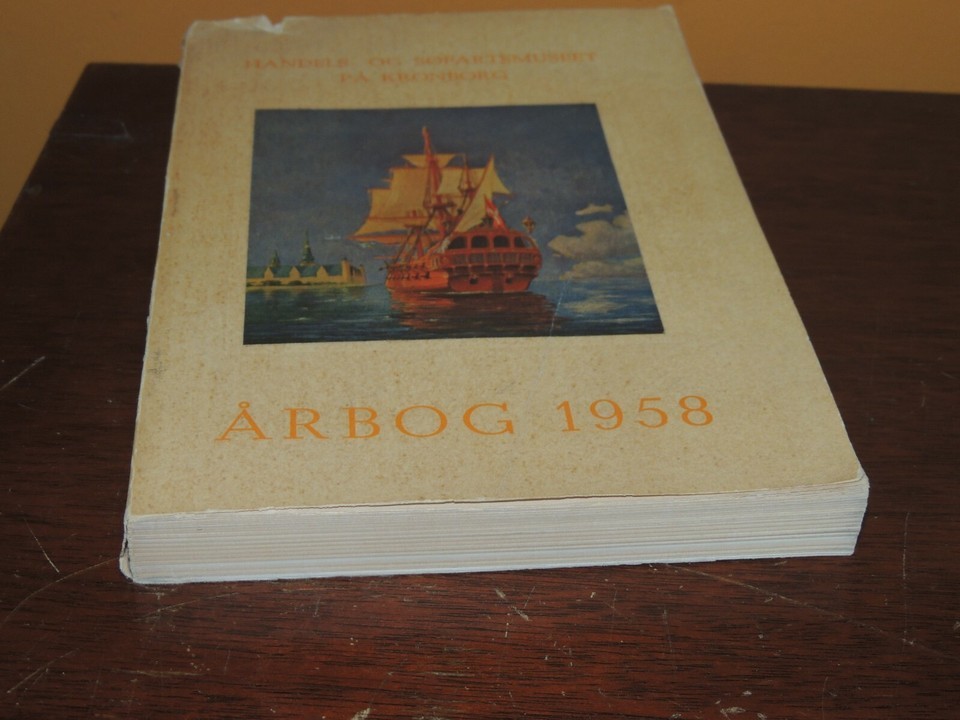 HANDELS- OG SØFARTSMUSEET
PÅ KRONBORG
ÅRBOG 1958